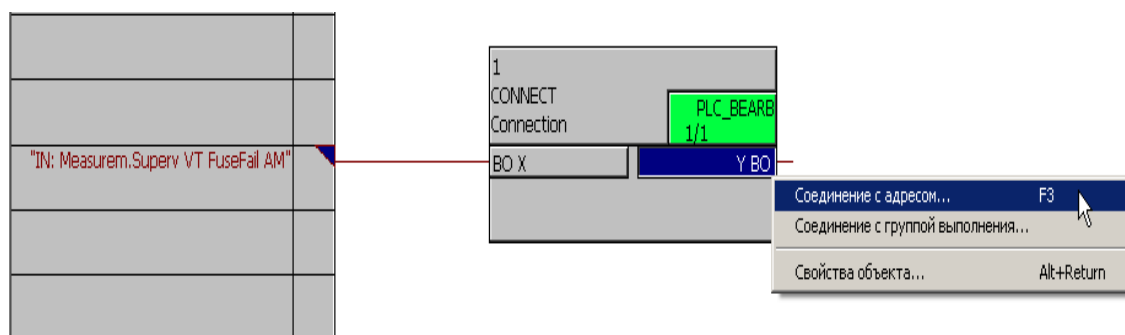 1
CONNECT
Connection
PLC_BEARB
1/1
"IN: Measurem.Superv VT FuseFail AM"
BO X
Y BO
Соединение с адресом... F3
Соединение с группой выполнения...
Свойства объекта... Alt+Return